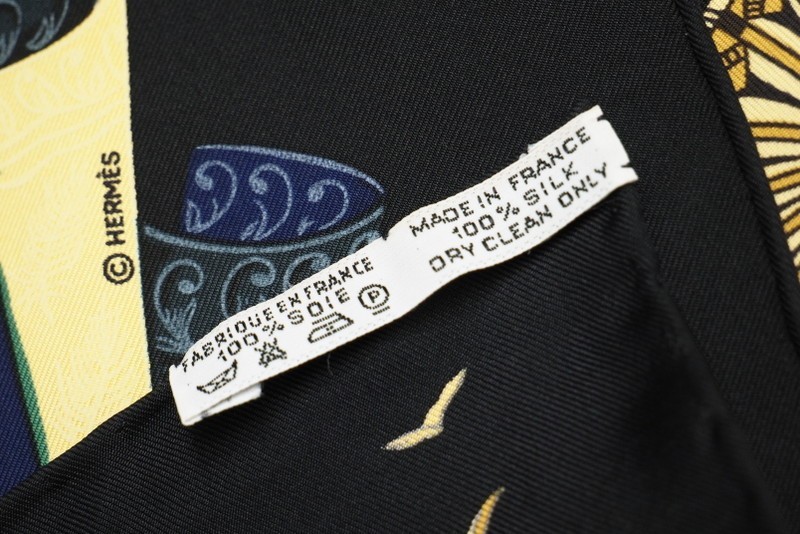 © HERMÈS
FABRIQUE EN FRANCE
100% SOIE
P
MADE IN FRANCE
100% SILK
DRY CLEAN ONLY